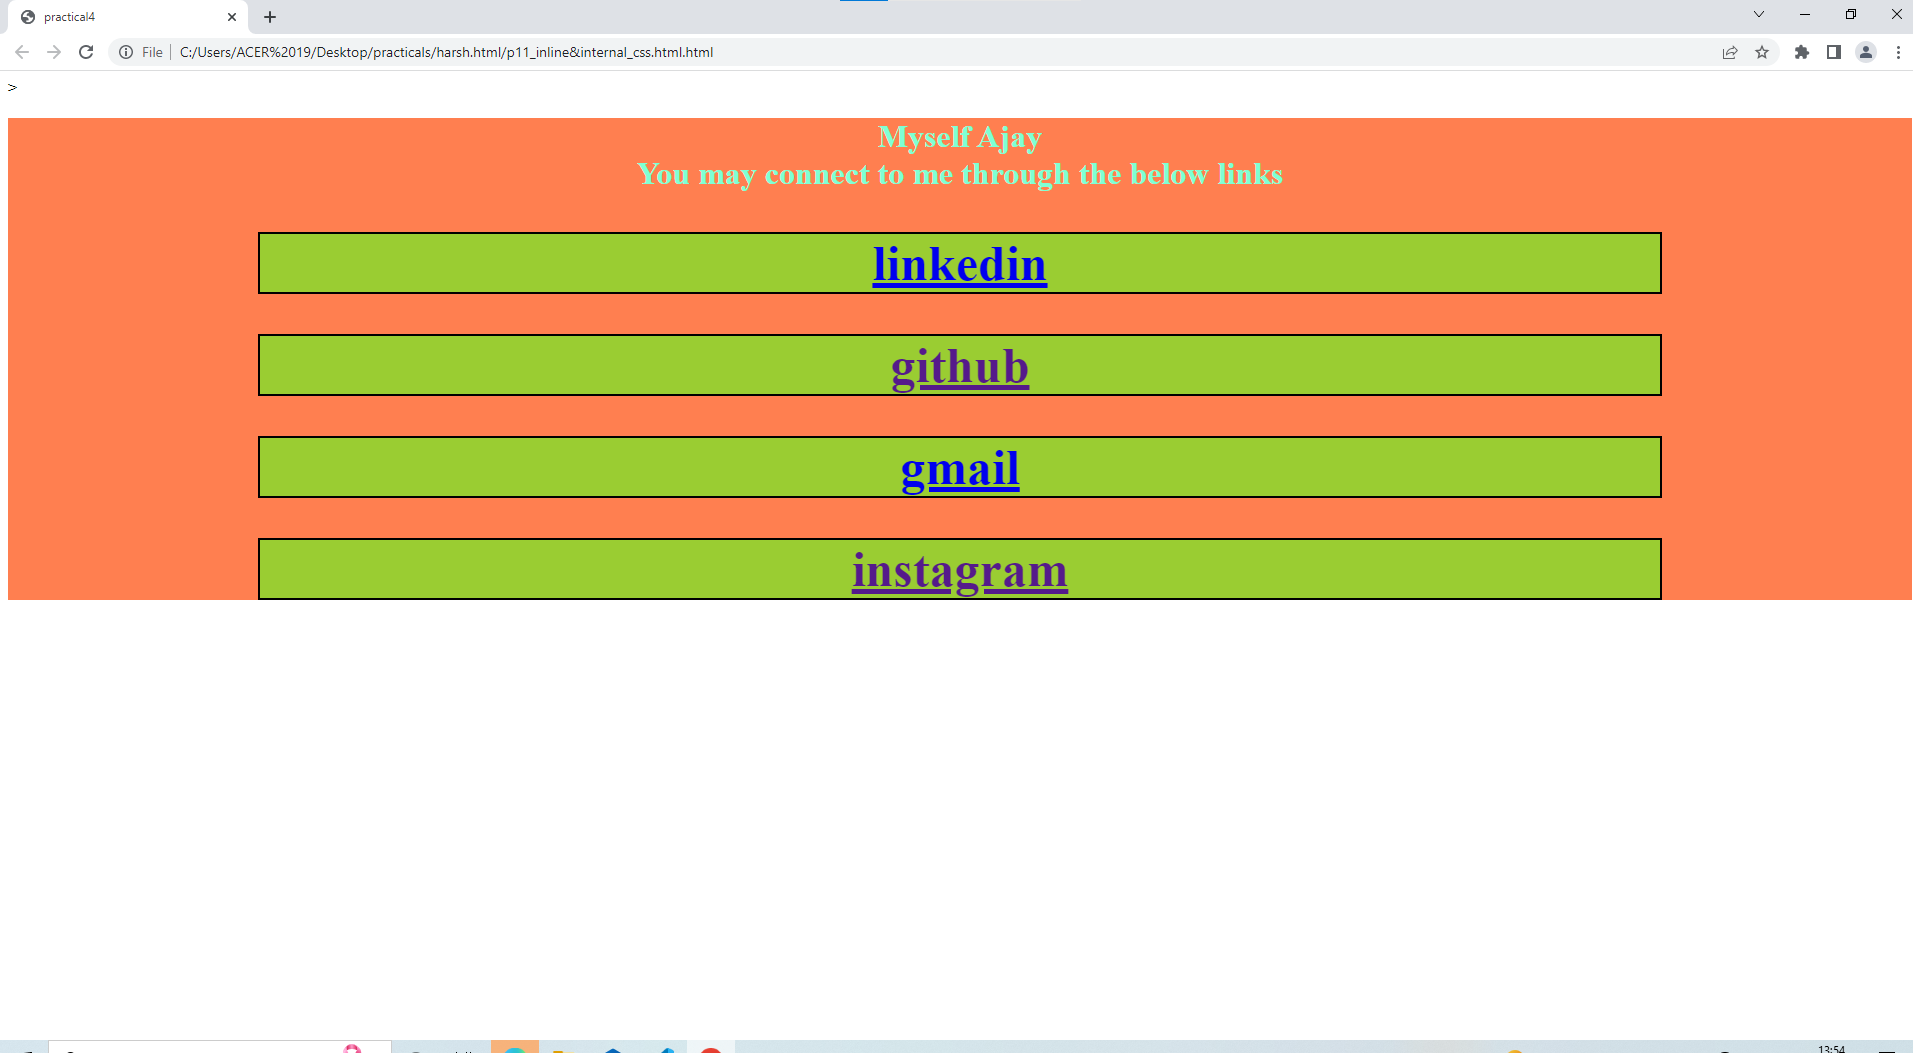 practical4
File
C:/Users/ACER%2019/Desktop/practicals/harsh.html/p11_inline&internal_css.html.html
>
Myself Ajay
You may connect to me through the below links
linkedin
github
gmail
instagram
13:54